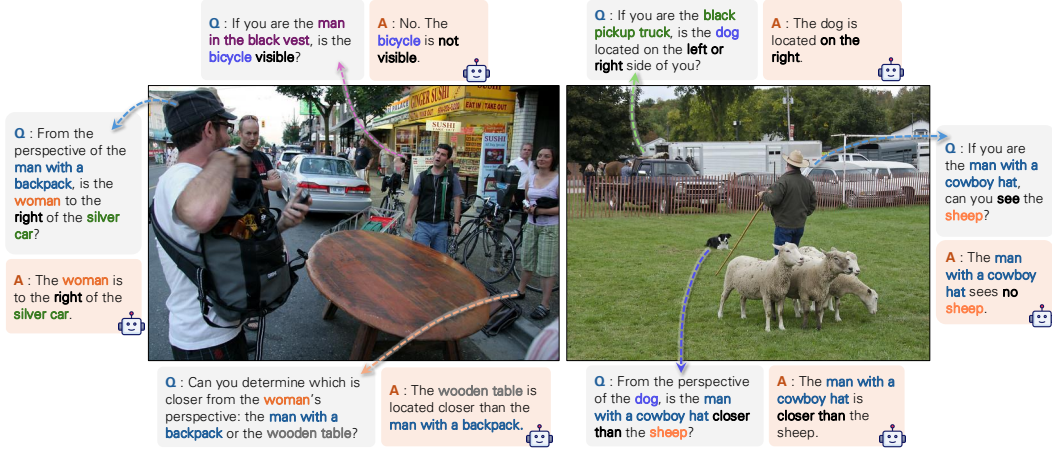 Q : If you are the man
in the black vest, is the
bicycle visible?
A : No. The
bicycle is not
visible.
Q : If you are the black
pickup truck, is the dog
located on the left or
right side of you?
A : The dog is
located on the
right.
Q : From the
perspective of the
man with a
backpack, is the
woman to the
right of the silver
car?
A : The woman is
to the right of the
silver car.
GINGER SUSHI
EAT IN / TAKE OUT
SUSHI
SUSHI
Q : If you are
the man with a
cowboy hat,
can you see the
sheep?
A : The man
with a cowboy
hat sees no
sheep.
Q : Can you determine which is
closer from the woman's
perspective: the man with a
backpack or the wooden table?
A : The wooden table is
located closer than the
man with a backpack.
Q : From the perspective
of the dog, is the man
with a cowboy hat closer
than the sheep?
A : The man with a
cowboy hat is
closer than the
sheep.